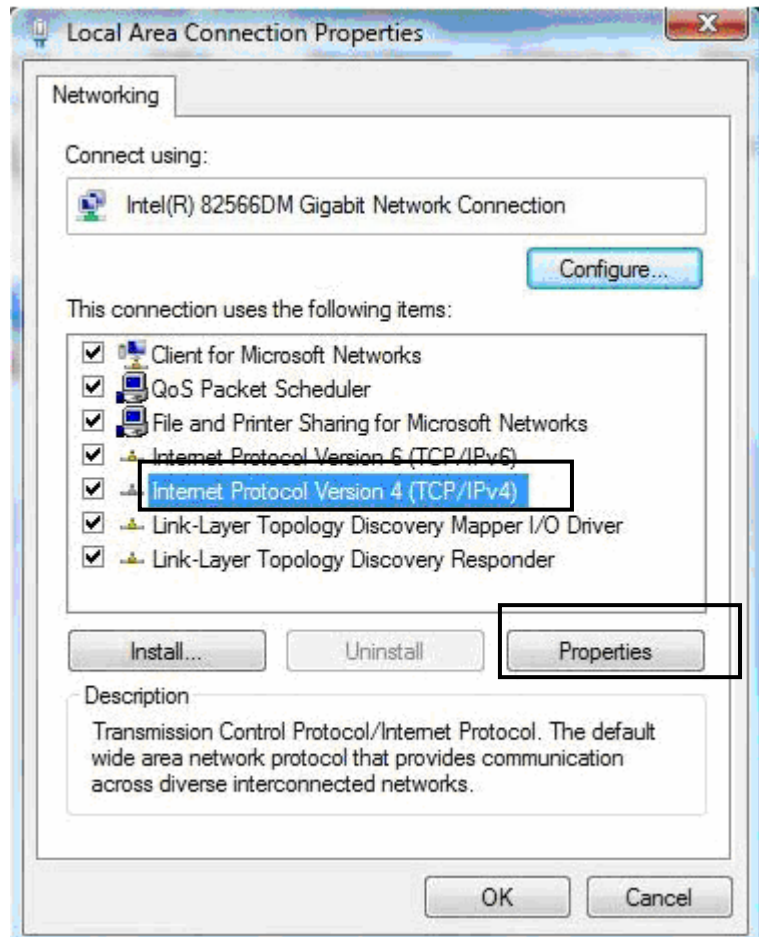 Local Area Connection Properties
Networking
Connect using:
Intel(R) 82566DM Gigabit Network Connection
Configure...
This connection uses the following items:
Client for Microsoft Networks
QoS Packet Scheduler
File and Printer Sharing for Microsoft Networks
Internet Protocol Version 6 (TCP/IPv6)
Internet Protocol Version 4 (TCP/IPv4)
Link-Layer Topology Discovery Mapper I/O Driver
Link-Layer Topology Discovery Responder
Install... Uninstall Properties
Description
Transmission Control Protocol/Internet Protocol. The default
wide area network protocol that provides communication
across diverse interconnected networks.
OK Cancel